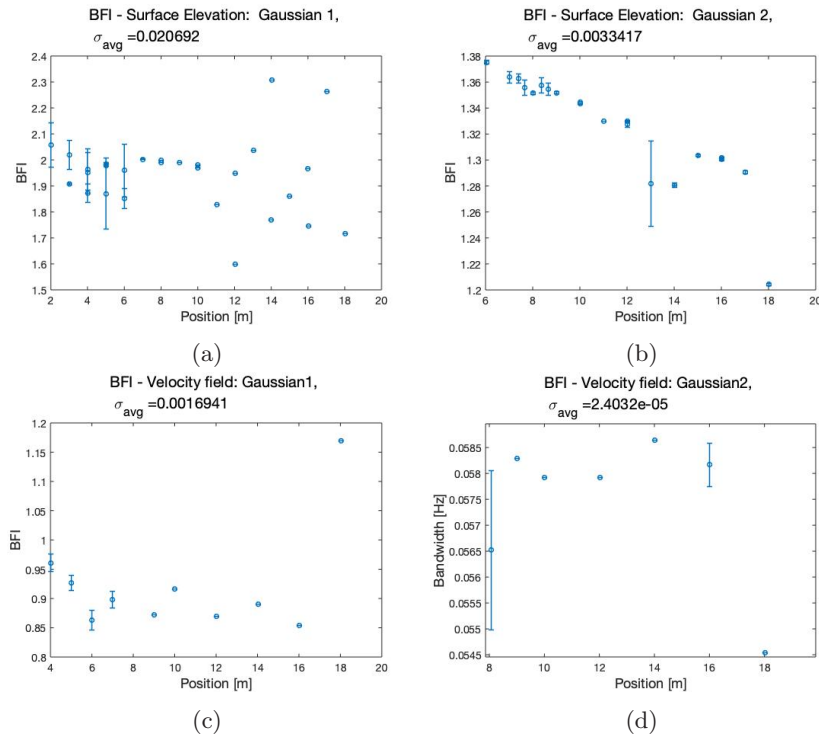 BFI - Surface Elevation: Gaussian 1,
σavg =0.020692
BFI
2.4
2.3
2.2
2.1
2
1.9
1.8
1.7
1.6
1.5
2 4 6 8 10 12 14 16 18 20
Position [m]
(a)
BFI - Surface Elevation: Gaussian 2,
σavg =0.0033417
BFI
1.38
1.36
1.34
1.32
1.3
1.28
1.26
1.24
1.22
1.2
6 8 10 12 14 16 18 20
Position [m]
(b)
BFI - Velocity field: Gaussian1,
σavg =0.0016941
BFI
1.2
1.15
1.1
1.05
1
0.95
0.9
0.85
0.8
4 6 8 10 12 14 16 18 20
Position [m]
(c)
BFI - Velocity field: Gaussian2,
σavg =2.4032e-05
Bandwidth [Hz]
0.0585
0.058
0.0575
0.057
0.0565
0.056
0.0555
0.055
0.0545
8 10 12 14 16 18
Position [m]
(d)